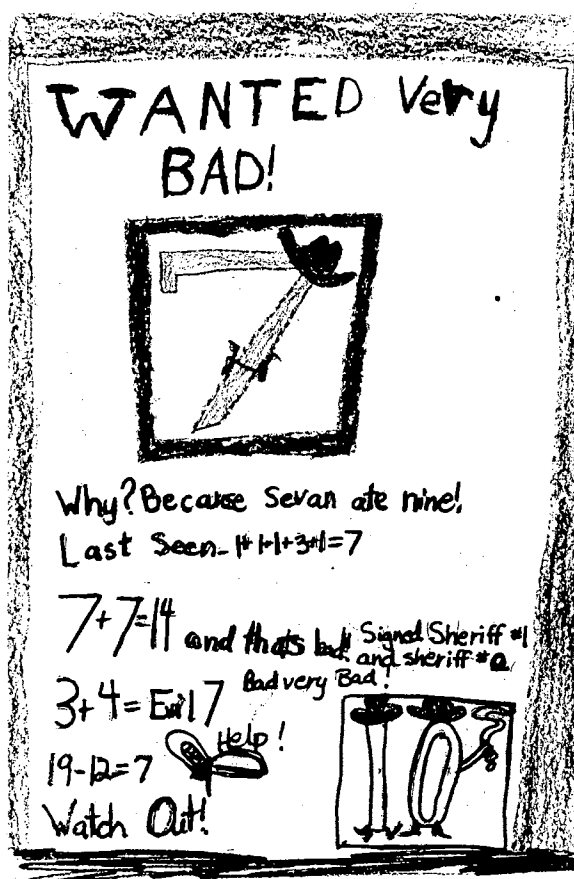 WANTED Very
BAD!
Why? Because Sevan ate nine!
Last Seen- 1+1+1+3+1=7
7+7=14 and thats bad!
Signed Sheriff #1
and sheriff #0
Bad very Bad!
3+4= Evil 7
Help!
19-12=7
Watch Out!